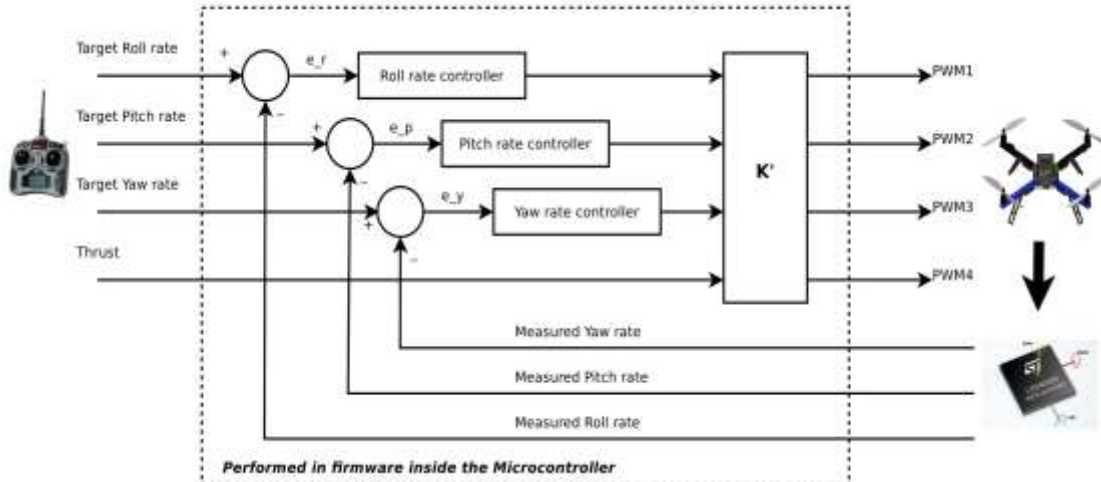 Target Roll rate
+
e_r
Roll rate controller
PWM1
−
Target Pitch rate
+
e_p
Pitch rate controller
PWM2
K'
−
Target Yaw rate
+
e_y
Yaw rate controller
PWM3
−
Thrust
PWM4
Measured Yaw rate
Measured Pitch rate
Measured Roll rate
Performed in firmware inside the Microcontroller